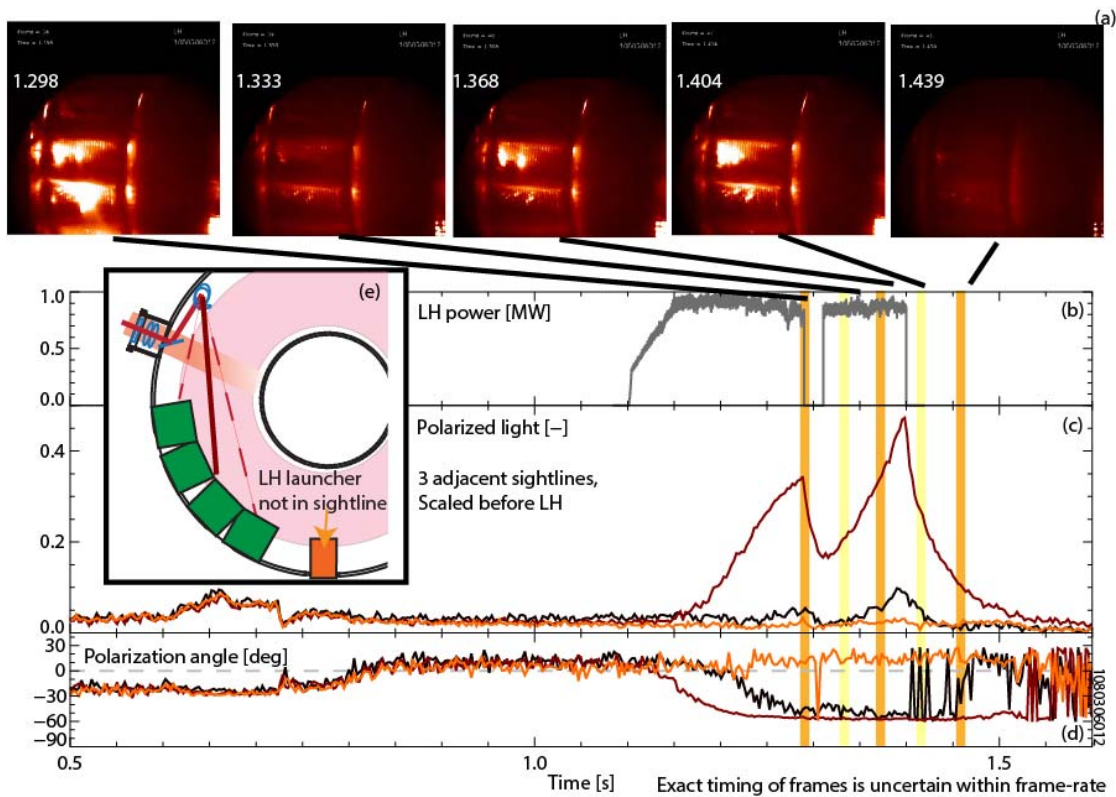 (a)
LH
1.298
1.333
1.368
1.404
1.439
(e)
LH launcher
not in sightline
1.0
0.5
0.0
LH power [MW]
(b)
0.4
0.2
0.0
Polarized light [–]
(c)
3 adjacent sightlines,
Scaled before LH
30
0
−30
−60
−90
Polarization angle [deg]
(d)
1080306012
0.5
1.0
1.5
Time [s]
Exact timing of frames is uncertain within frame-rate